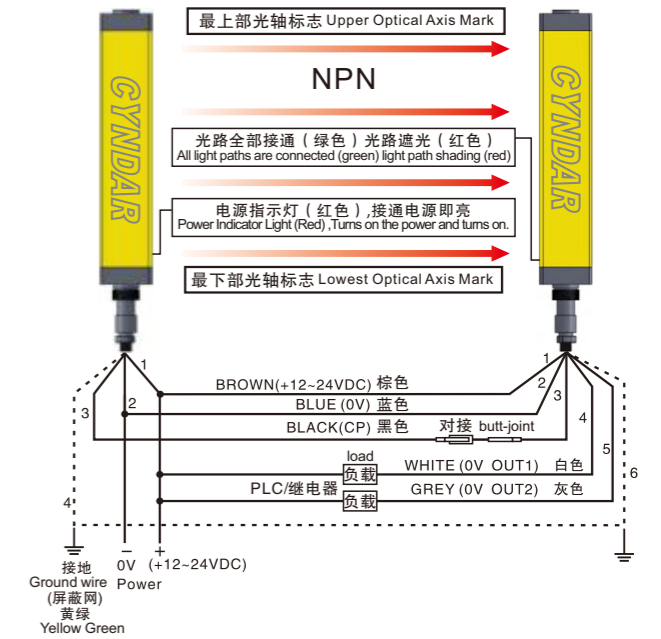 最上部光轴标志 Upper Optical Axis Mark
NPN
CYNDAR
CYNDAR
光路全部接通（绿色）光路遮光（红色）
All light paths are connected (green) light path shading (red)
电源指示灯（红色）,接通电源即亮
Power Indicator Light (Red) ,Turns on the power and turns on.
最下部光轴标志 Lowest Optical Axis Mark
1
1
BROWN(+12~24VDC) 棕色
2
2
BLUE (0V) 蓝色
3
3
BLACK(CP) 黑色
对接 butt-joint
4
5
6
load
负载
WHITE (0V OUT1) 白色
PLC/继电器
负载
GREY (0V OUT2) 灰色
4
− +
0V (+12~24VDC)
Power
接地
Ground wire
(屏蔽网)
黄绿
Yellow Green